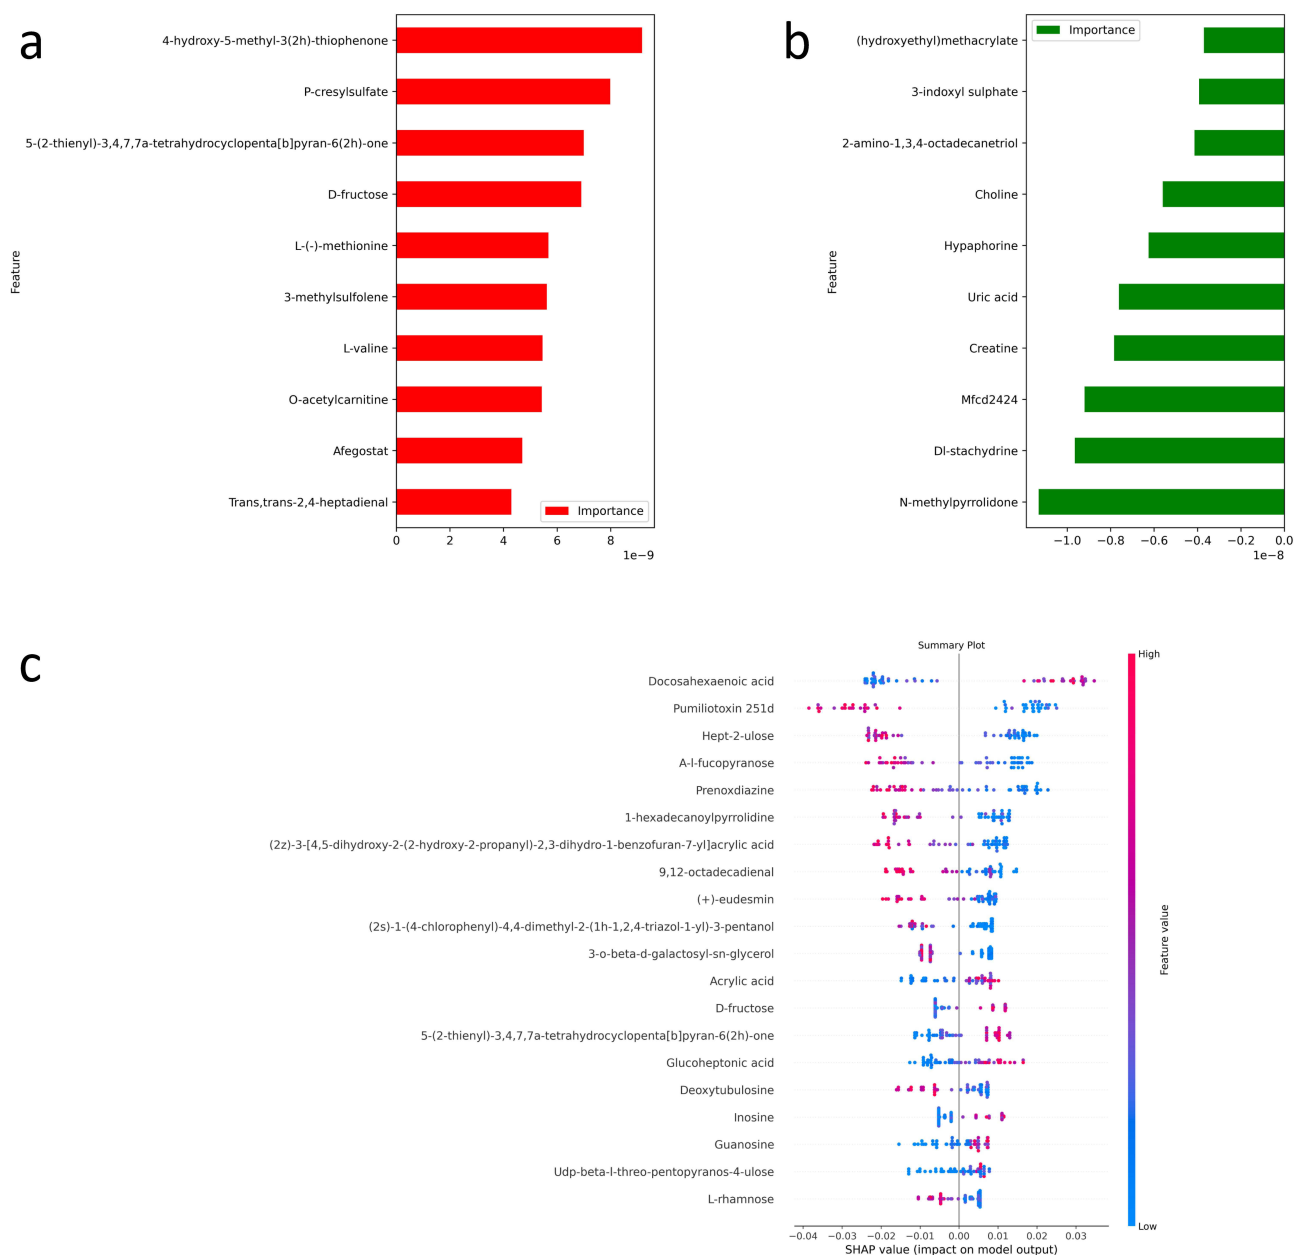 a
4-hydroxy-5-methyl-3(2h)-thiophenone
P-cresylsulfate
5-(2-thienyl)-3,4,7,7a-tetrahydrocyclopenta[b]pyran-6(2h)-one
D-fructose
L-(-)-methionine
3-methylsulfolene
L-valine
O-acetylcarnitine
Afegostat
Trans,trans-2,4-heptadienal
Feature
Importance
0 2 4 6 8
1e−9
b
(hydroxyethyl)methacrylate
3-indoxyl sulphate
2-amino-1,3,4-octadecanetriol
Choline
Hypaphorine
Uric acid
Creatine
Mfcd2424
Dl-stachydrine
N-methylpyrrolidone
Feature
Importance
−1.0 −0.8 −0.6 −0.4 −0.2 0.0
1e−8
c
Summary Plot
Docosahexaenoic acid
Pumiliotoxin 251d
Hept-2-ulose
A-l-fucopyranose
Prenoxdiazine
1-hexadecanoylpyrrolidine
(2z)-3-[4,5-dihydroxy-2-(2-hydroxy-2-propanyl)-2,3-dihydro-1-benzofuran-7-yl]acrylic acid
9,12-octadecadienal
(+)-eudesmin
(2s)-1-(4-chlorophenyl)-4,4-dimethyl-2-(1h-1,2,4-triazol-1-yl)-3-pentanol
3-o-beta-d-galactosyl-sn-glycerol
Acrylic acid
D-fructose
5-(2-thienyl)-3,4,7,7a-tetrahydrocyclopenta[b]pyran-6(2h)-one
Glucoheptonic acid
Deoxytubulosine
Inosine
Guanosine
Udp-beta-l-threo-pentopyranos-4-ulose
L-rhamnose
−0.04 −0.03 −0.02 −0.01 0.00 0.01 0.02 0.03
SHAP value (impact on model output)
High
Feature value
Low